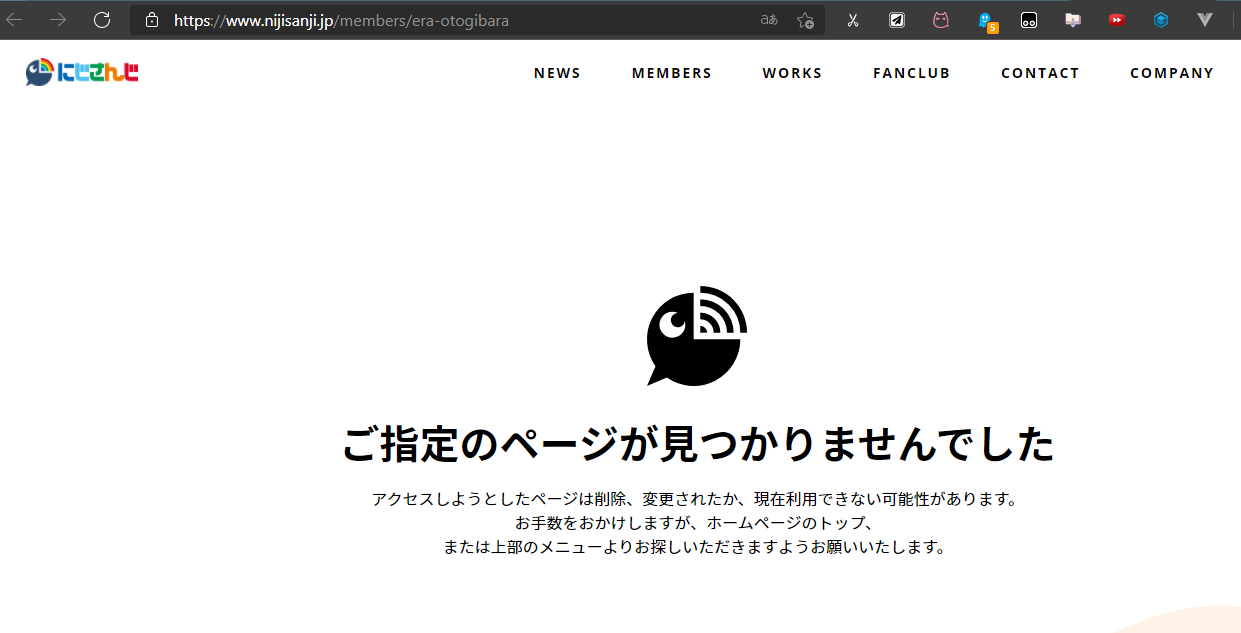 https://www.nijisanji.jp/members/era-otogibara
aあ
5
にじさんじ
NEWS
MEMBERS
WORKS
FANCLUB
CONTACT
COMPANY
ご指定のページが見つかりませんでした
アクセスしようとしたページは削除、変更されたか、現在利用できない可能性があります。
お手数をおかけしますが、ホームページのトップ、
または上部のメニューよりお探しいただきますようお願いいたします。